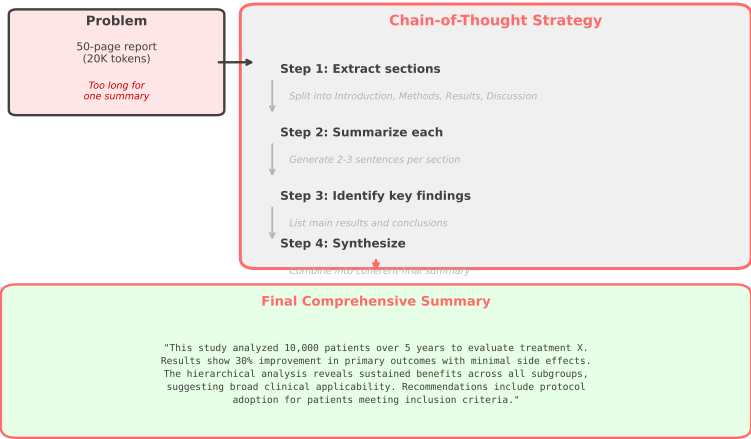 Problem
50-page report
(20K tokens)
Too long for
one summary
Chain-of-Thought Strategy
Step 1: Extract sections
Split into Introduction, Methods, Results, Discussion
Step 2: Summarize each
Generate 2-3 sentences per section
Step 3: Identify key findings
List main results and conclusions
Step 4: Synthesize
Combine into coherent final summary
Final Comprehensive Summary
"This study analyzed 10,000 patients over 5 years to evaluate treatment X.
Results show 30% improvement in primary outcomes with minimal side effects.
The hierarchical analysis reveals sustained benefits across all subgroups,
suggesting broad clinical applicability. Recommendations include protocol
adoption for patients meeting inclusion criteria."